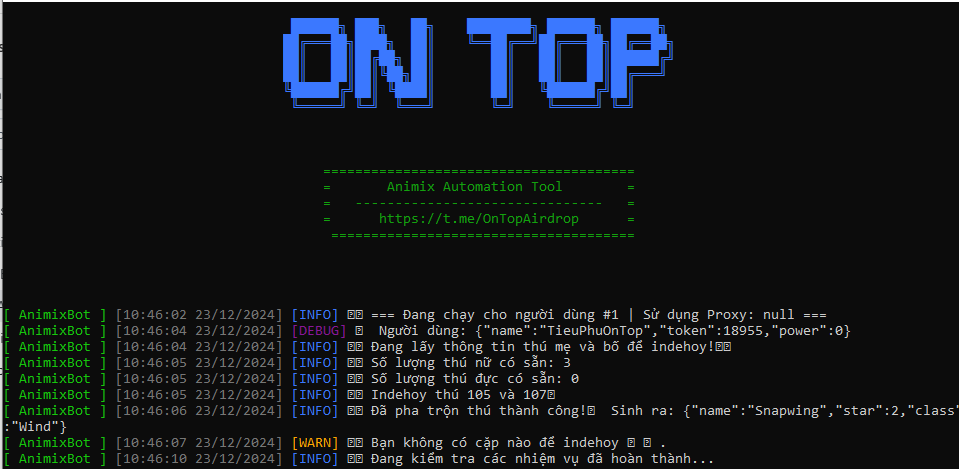 ON TOP
=======================================
= Animix Automation Tool =
= ------------------------------- =
= https://t.me/OnTopAirdrop =
======================================
[ AnimixBot ] [10:46:02 23/12/2024] [INFO] === Đang chạy cho người dùng #1 | Sử dụng Proxy: null ===
[ AnimixBot ] [10:46:04 23/12/2024] [DEBUG] Người dùng: {"name":"TieuPhuOnTop","token":18955,"power":0}
[ AnimixBot ] [10:46:04 23/12/2024] [INFO] Đang lấy thông tin thú mẹ và bố để indehoy!
[ AnimixBot ] [10:46:05 23/12/2024] [INFO] Số lượng thú nữ có sẵn: 3
[ AnimixBot ] [10:46:05 23/12/2024] [INFO] Số lượng thú đực có sẵn: 0
[ AnimixBot ] [10:46:05 23/12/2024] [INFO] Indehoy thú 105 và 107
[ AnimixBot ] [10:46:06 23/12/2024] [INFO] Đã pha trộn thú thành công! Sinh ra: {"name":"Snapwing","star":2,"class"
:"Wind"}
[ AnimixBot ] [10:46:07 23/12/2024] [WARN] Bạn không có cặp nào để indehoy .
[ AnimixBot ] [10:46:10 23/12/2024] [INFO] Đang kiểm tra các nhiệm vụ đã hoàn thành...